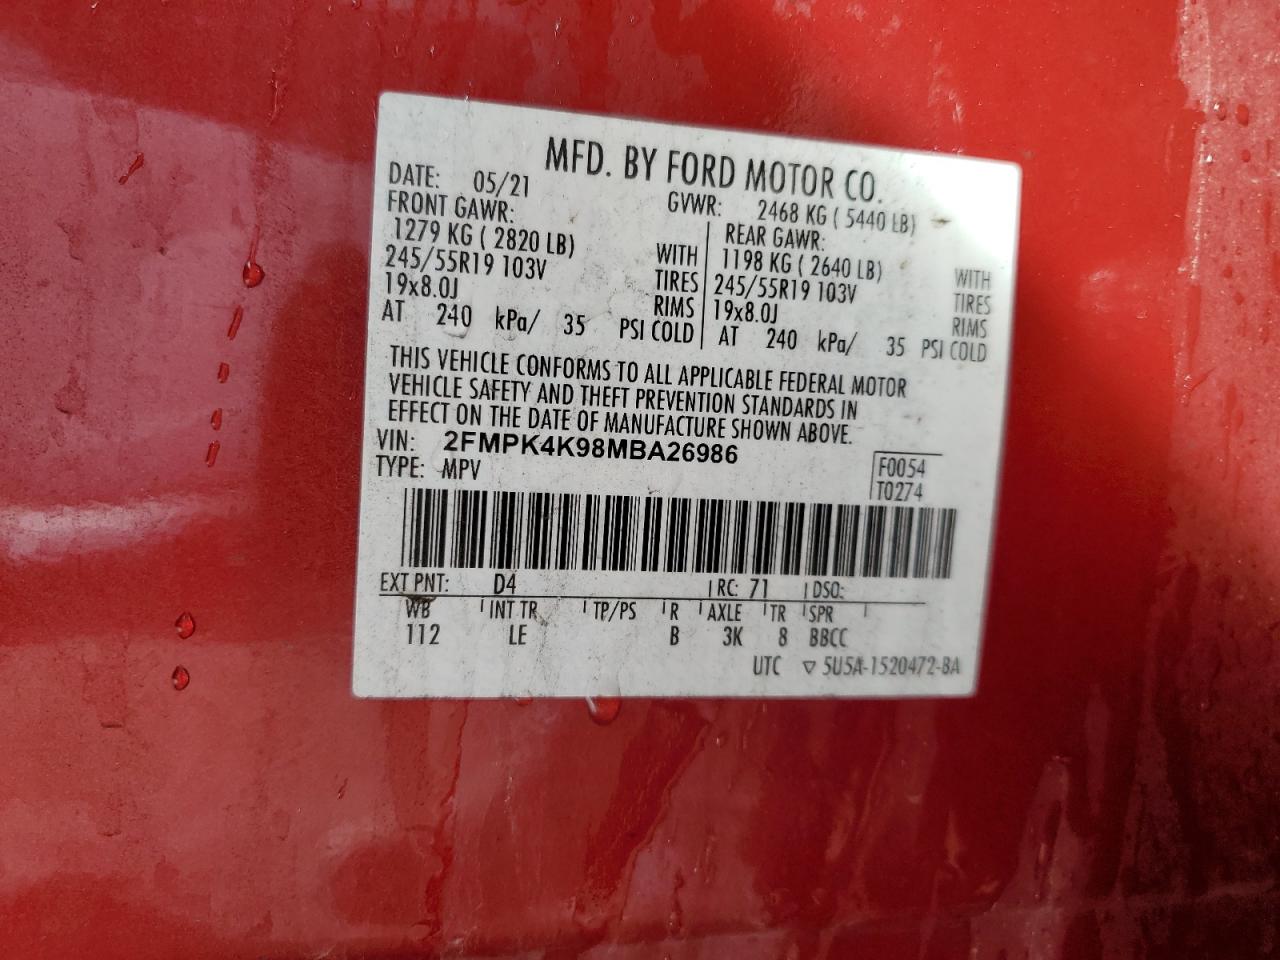 MFD. BY FORD MOTOR CO.
DATE: 05/21 GVWR: 2468 KG ( 5440 LB)
FRONT GAWR: REAR GAWR:
1279 KG ( 2820 LB) WITH 1198 KG ( 2640 LB) WITH
245/55R19 103V TIRES 245/55R19 103V TIRES
19x8.0J RIMS 19x8.0J RIMS
AT 240 kPa/ 35 PSI COLD AT 240 kPa/ 35 PSI COLD
THIS VEHICLE CONFORMS TO ALL APPLICABLE FEDERAL MOTOR
VEHICLE SAFETY AND THEFT PREVENTION STANDARDS IN
EFFECT ON THE DATE OF MANUFACTURE SHOWN ABOVE.
VIN: 2FMPK4K98MBA26986
TYPE: MPV
F0054
T0274
EXT PNT: D4 RC: 71 DSO:
WB INT TR TP/PS R AXLE TR SPR
112 LE B 3K 8 BBCC
UTC ▽ 5U5A-1520472-BA